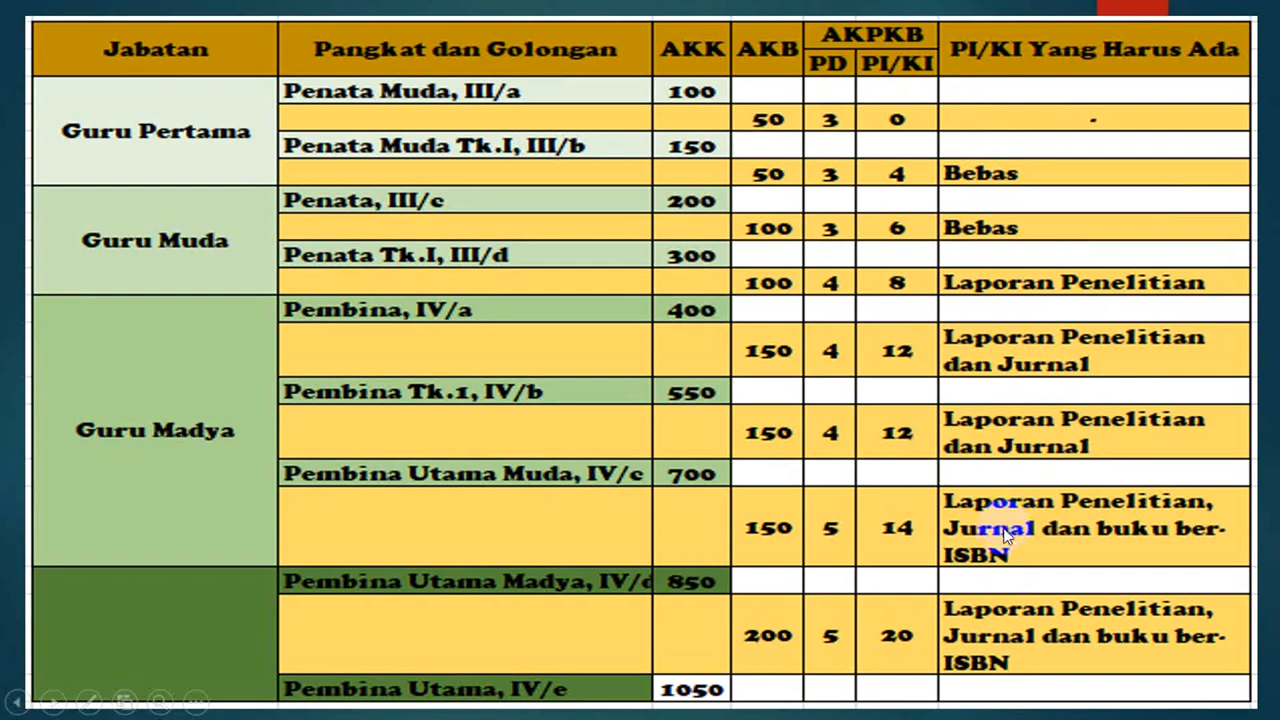 Jabatan Pangkat dan Golongan AKK AKB AKPKB PI/KI Yang Harus Ada
PD PI/KI
Penata Muda, III/a 100
Guru Pertama
50 3 0 -
Penata Muda Tk.I, III/b 150
50 3 4 Bebas
Penata, III/c 200
Guru Muda
100 3 6 Bebas
Penata Tk.I, III/d 300
100 4 8 Laporan Penelitian
Pembina, IV/a 400
150 4 12 Laporan Penelitian
dan Jurnal
Pembina Tk.1, IV/b 550
Guru Madya
150 4 12 Laporan Penelitian
dan Jurnal
Pembina Utama Muda, IV/c 700
150 5 14 Laporan Penelitian,
Jurnal dan buku ber-
ISBN
Pembina Utama Madya, IV/d 850
200 5 20 Laporan Penelitian,
Jurnal dan buku ber-
ISBN
Pembina Utama, IV/e 1050